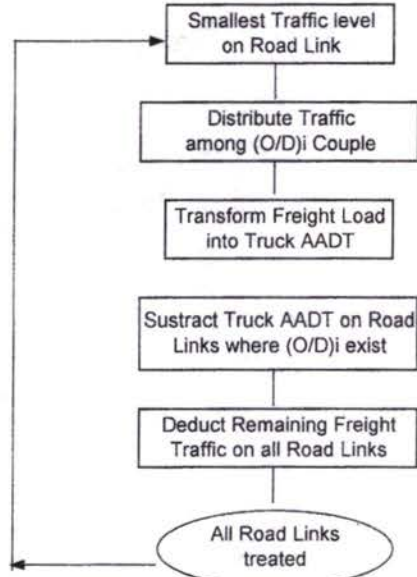 Smallest Traffic level
on Road Link
Distribute Traffic
among (O/D)i Couple
Transform Freight Load
into Truck AADT
Sustract Truck AADT on Road
Links where (O/D)i exist
Deduct Remaining Freight
Traffic on all Road Links
All Road Links
treated